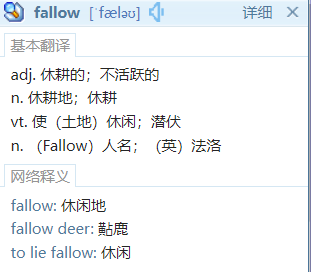 fallow [ˈfæləʊ] 详细
基本翻译
adj. 休耕的；不活跃的
n. 休耕地；休耕
vt. 使（土地）休闲；潜伏
n. （Fallow）人名；（英）法洛
网络释义
fallow: 休闲地
fallow deer: 黇鹿
to lie fallow: 休闲